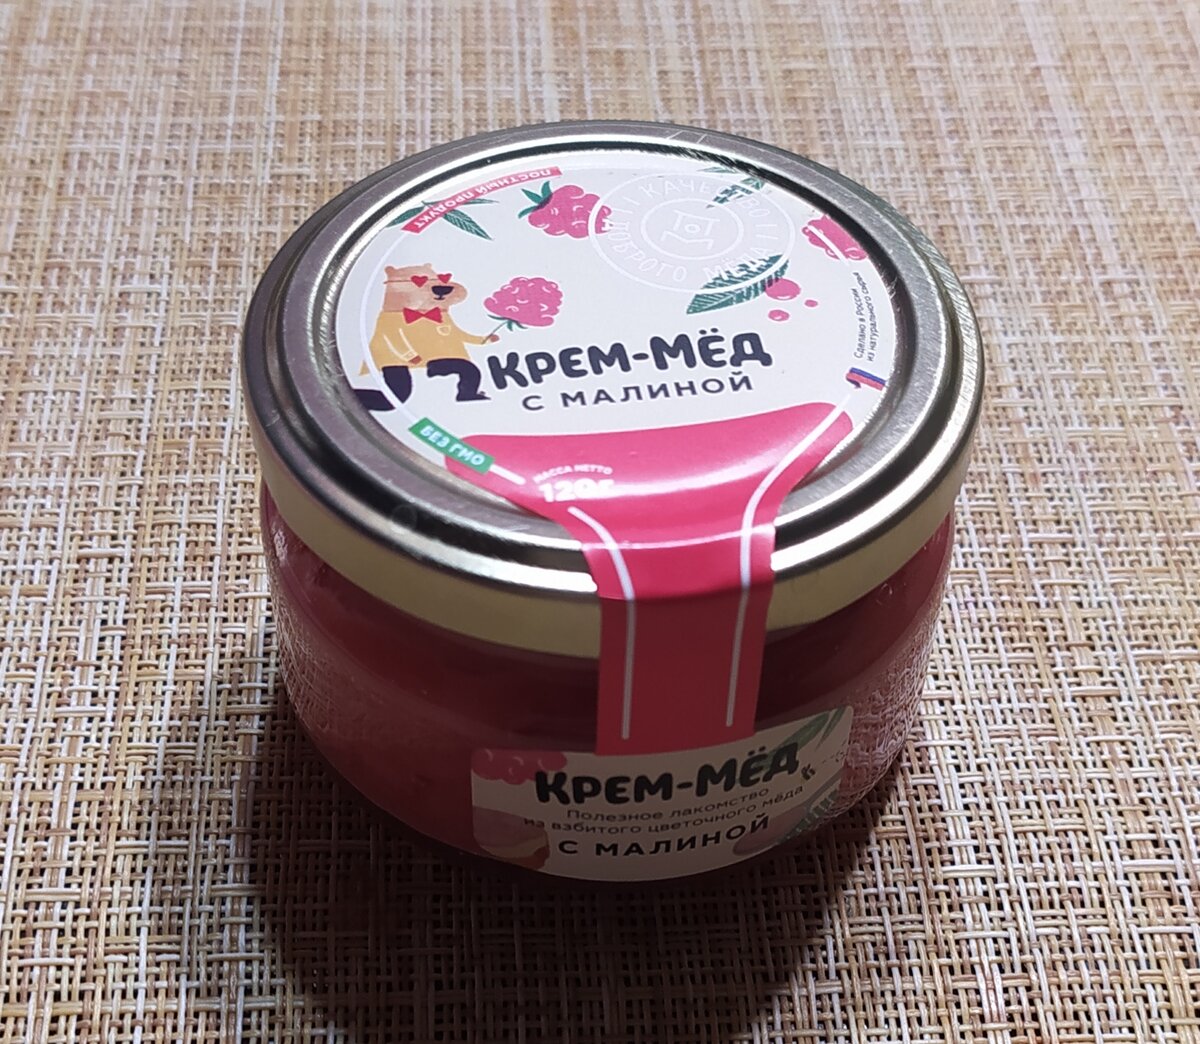 ПОСТНЫЙ ПРОДУКТ
КАЧЕСТВО
ДОБРОГО МЁДА
КРЕМ-МЁД
С МАЛИНОЙ
Сделано в России
из натурального сырья
БЕЗ ГМО
МАССА НЕТТО
120г
КРЕМ-МЁД
Полезное лакомство
из взбитого цветочного мёда
С МАЛИНОЙ